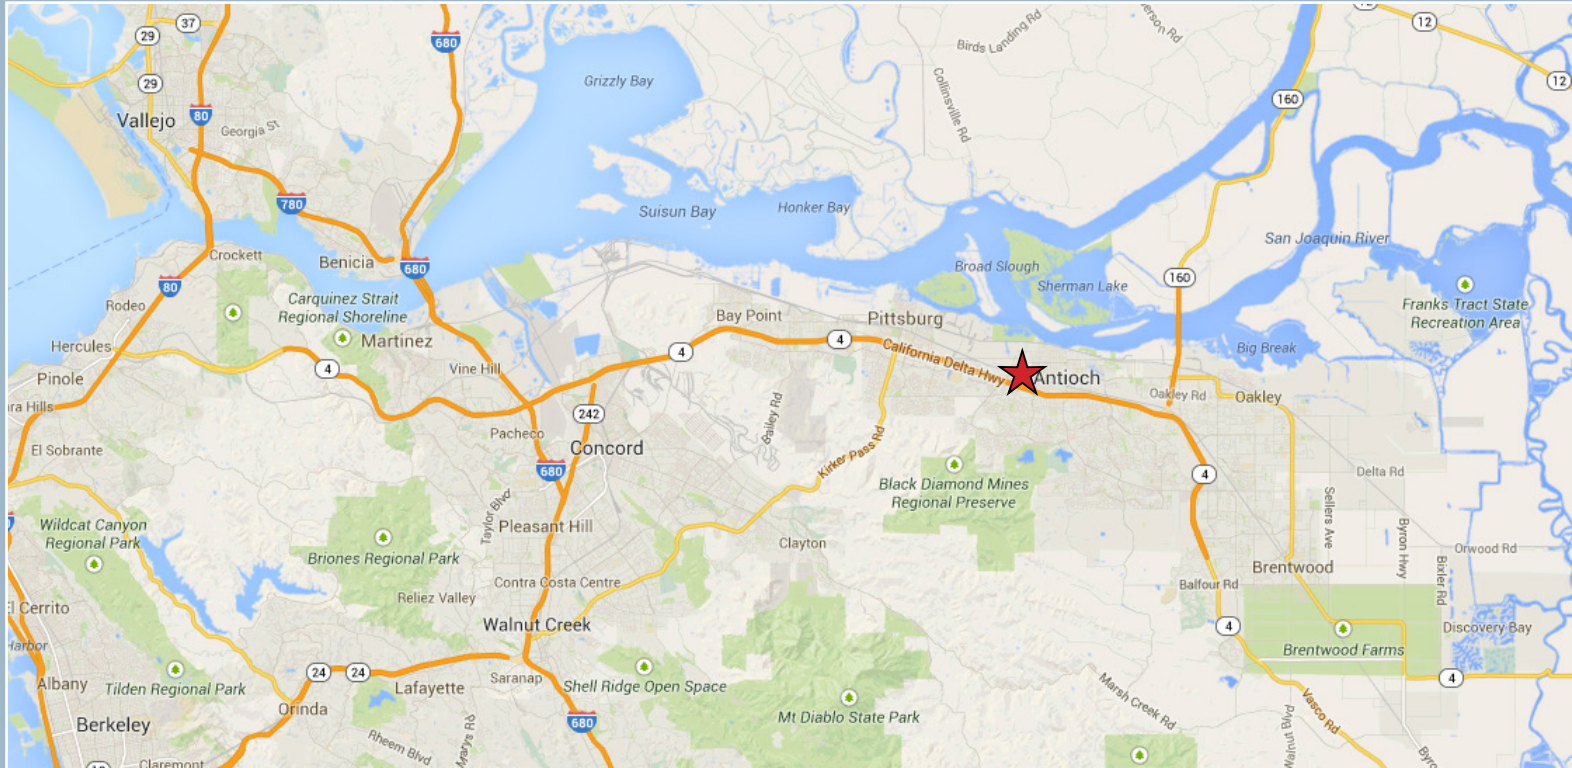 37
29
680
12
12
Grizzly Bay
Birds Landing Rd
29
Collinsville Rd
160
80
Vallejo
Georgia St
780
Suisun Bay
Honker Bay
San Joaquin River
Crockett
Benicia
680
Broad Slough
160
80
Sherman Lake
Rodeo
Carquinez Strait
Regional Shoreline
Franks Tract State
Recreation Area
Bay Point
Pittsburg
Martinez
4
Hercules
4
California Delta Hwy
Big Break
4
Vine Hill
Pinole
Antioch
Oakley Rd
Oakley
242
Bailey Rd
Pacheco
Concord
El Sobrante
Kirker Pass Rd
680
4
Delta Rd
Black Diamond Mines
Regional Preserve
Taylor Blvd
Sellers Ave
Byron Hwy
Wildcat Canyon
Regional Park
Pleasant Hill
Clayton
Orwood Rd
Briones Regional Park
Brentwood
Bixler Rd
Contra Costa Centre
Balfour Rd
Reliez Valley
El Cerrito
Walnut Creek
4
Discovery Bay
Harbor
Brentwood Farms
24
24
Saranap
4
Albany
Tilden Regional Park
Lafayette
Shell Ridge Open Space
Marsh Creek Rd
Orinda
Mt Diablo State Park
Vasco Rd
Berkeley
680
Marys Rd
Walnut Blvd
Rheem Blvd
Claremont